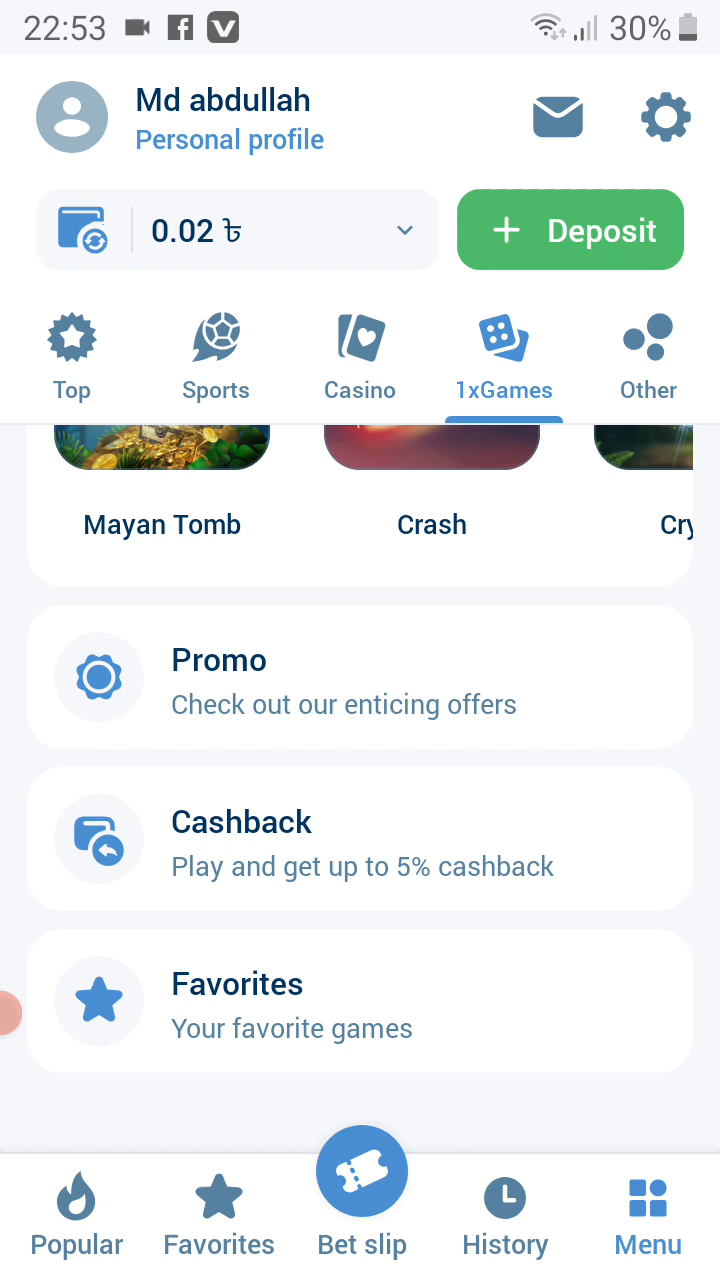 22:53
30%
Md abdullah
Personal profile
0.02 ৳
+ Deposit
Top
Sports
Casino
1xGames
Other
Mayan Tomb
Crash
Cry
Promo
Check out our enticing offers
Cashback
Play and get up to 5% cashback
Favorites
Your favorite games
Popular
Favorites
Bet slip
History
Menu